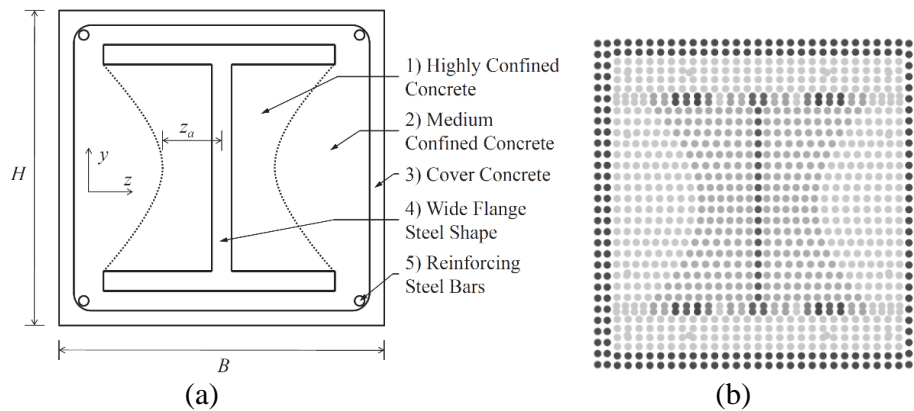 1) Highly Confined
Concrete
2) Medium
Confined Concrete
3) Cover Concrete
4) Wide Flange
Steel Shape
5) Reinforcing
Steel Bars
H
y
z
zₐ
B
(a)
(b)